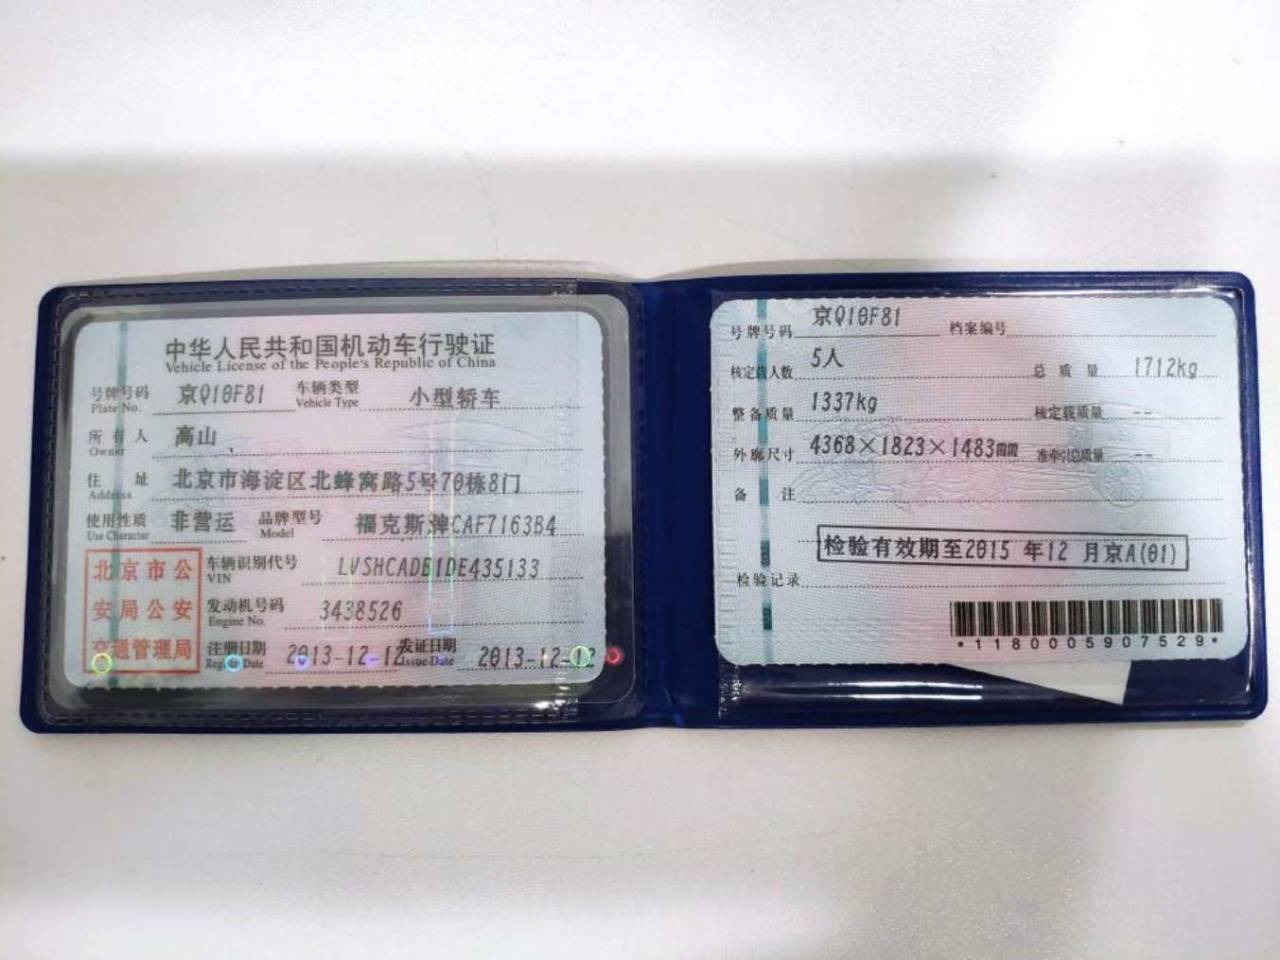 中华人民共和国机动车行驶证
Vehicle License of the People's Republic of China
号牌号码 京Q10F81 车辆类型 小型轿车
Plate No. Vehicle Type
所有人 高山
Owner
住址 北京市海淀区北蜂窝路5号70栋8门
Address
使用性质 非营运 品牌型号 福克斯牌CAF7163B4
Use Character Model
北京市公
安局公安
交通管理局
车辆识别代号 LVSHCADB1DE435133
VIN
发动机号码 3438526
Engine No.
注册日期 2013-12-12 发证日期 2013-12-12
Register Date Issue Date
号牌号码 京Q10F81 档案编号
核定载人数 5人 总质量 1712kg
整备质量 1337kg 核定载质量 --
外廓尺寸 4368×1823×1483mm 准牵引总质量 --
备注
检验有效期至2015 年12 月京A(01)
检验记录
*1180005907529*